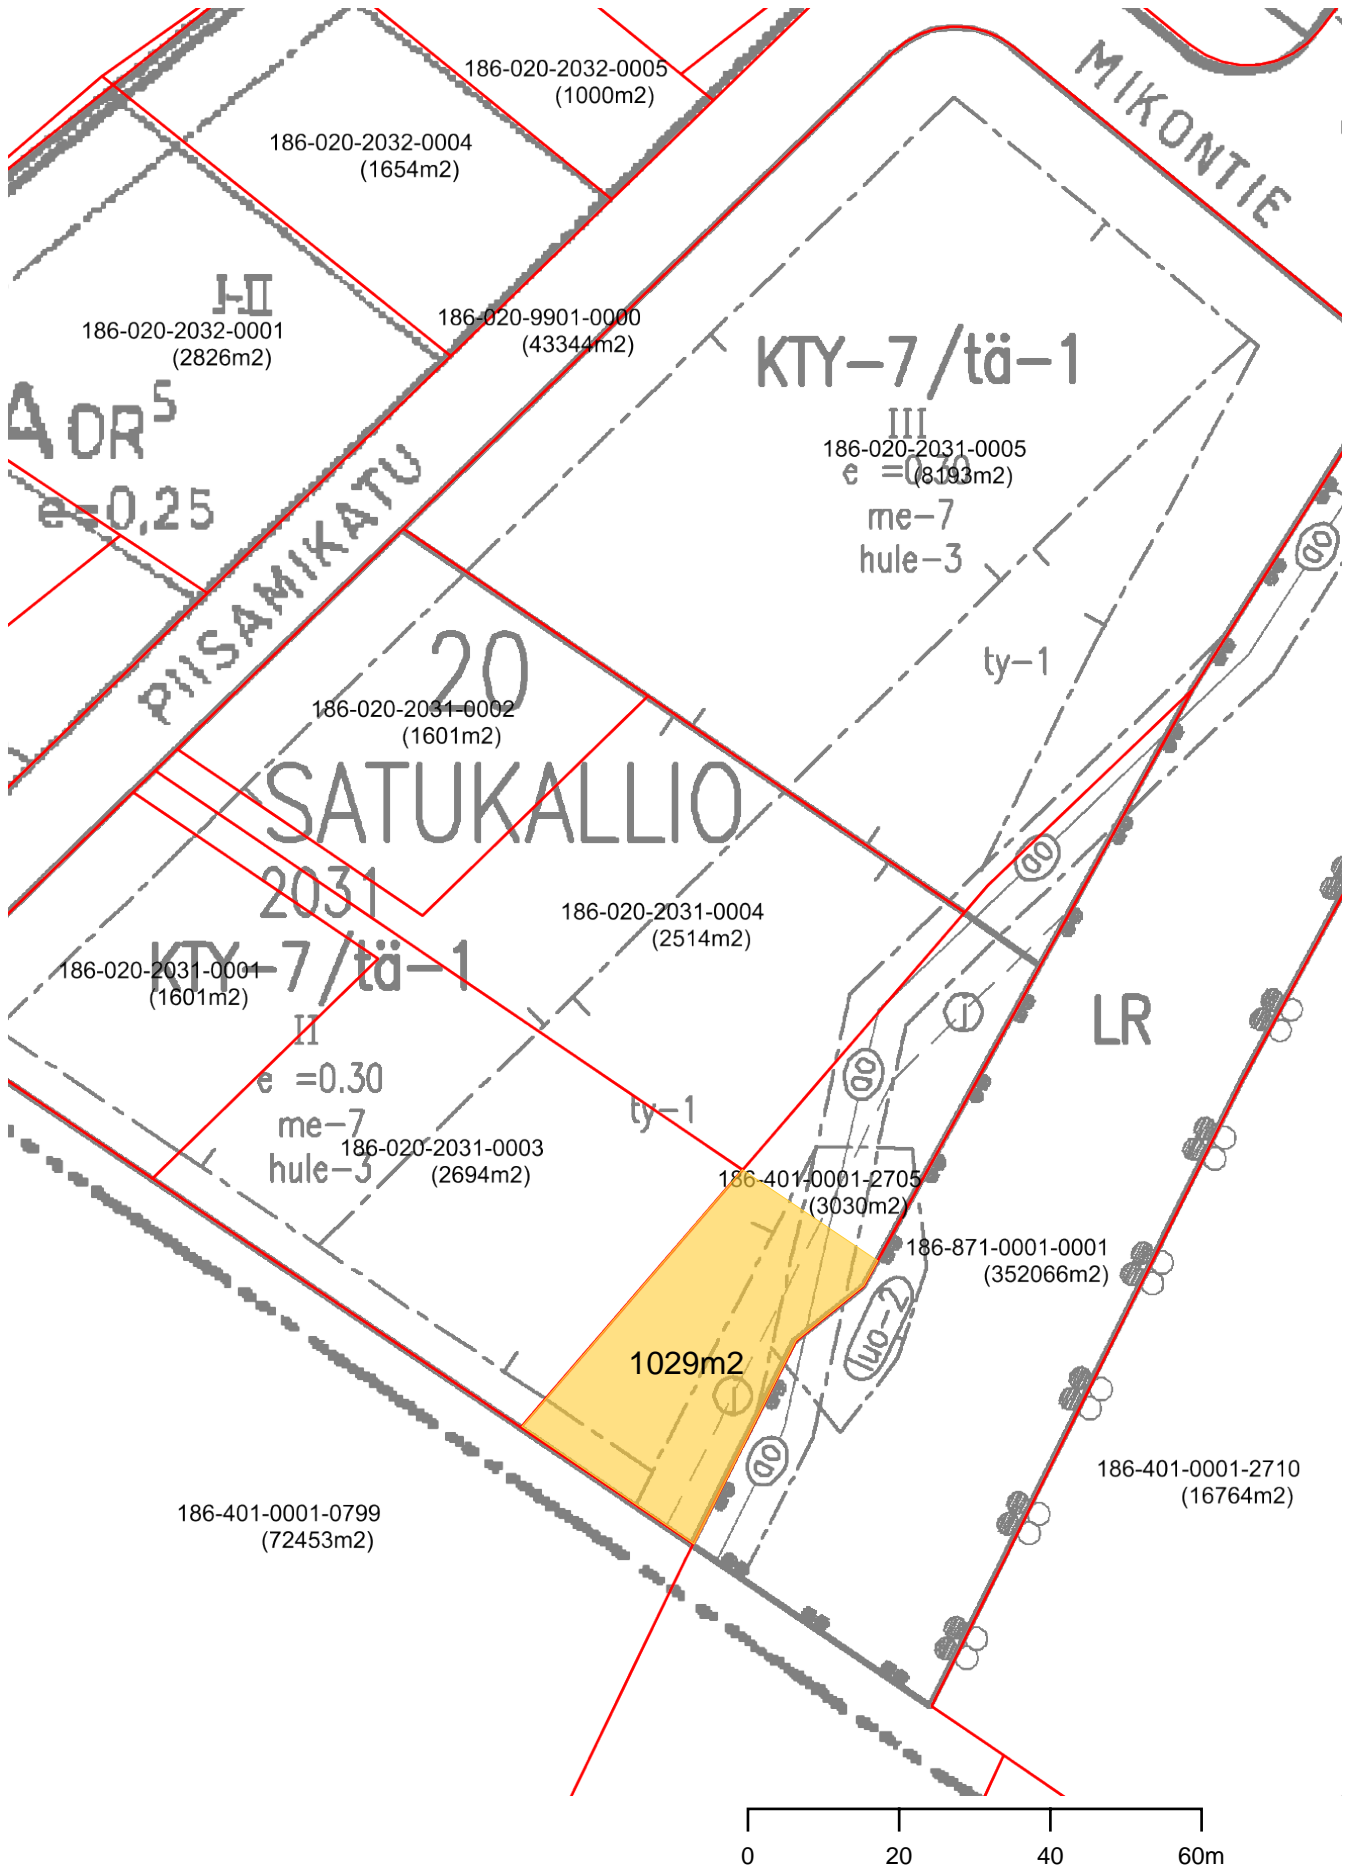 186-020-2032-0005
(1000m2)
MIKONTIE
186-020-2032-0004
(1654m2)
I-II
186-020-2032-0001
(2826m2)
186-020-9901-0000
(43344m2)
KTY-7/tä-1
III
186-020-2031-0005
e =0.30
(8193m2)
me-7
hule-3
AOR5
e=0,25
PIISAMIKATU
ty-1
20
186-020-2031-0002
(1601m2)
SATUKALLIO
2031
186-020-2031-0004
(2514m2)
KTY-7/tä-1
186-020-2031-0001
(1601m2)
II
e =0.30
me-7
hule-3
LR
ty-1
186-020-2031-0003
(2694m2)
186-401-0001-2705
(3030m2)
186-871-0001-0001
(352066m2)
luo-2
1029m2
186-401-0001-2710
(16764m2)
186-401-0001-0799
(72453m2)
0 20 40 60m